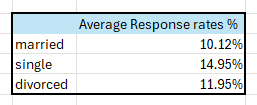 Average Response rates %
married 10.12%
single 14.95%
divorced 11.95%